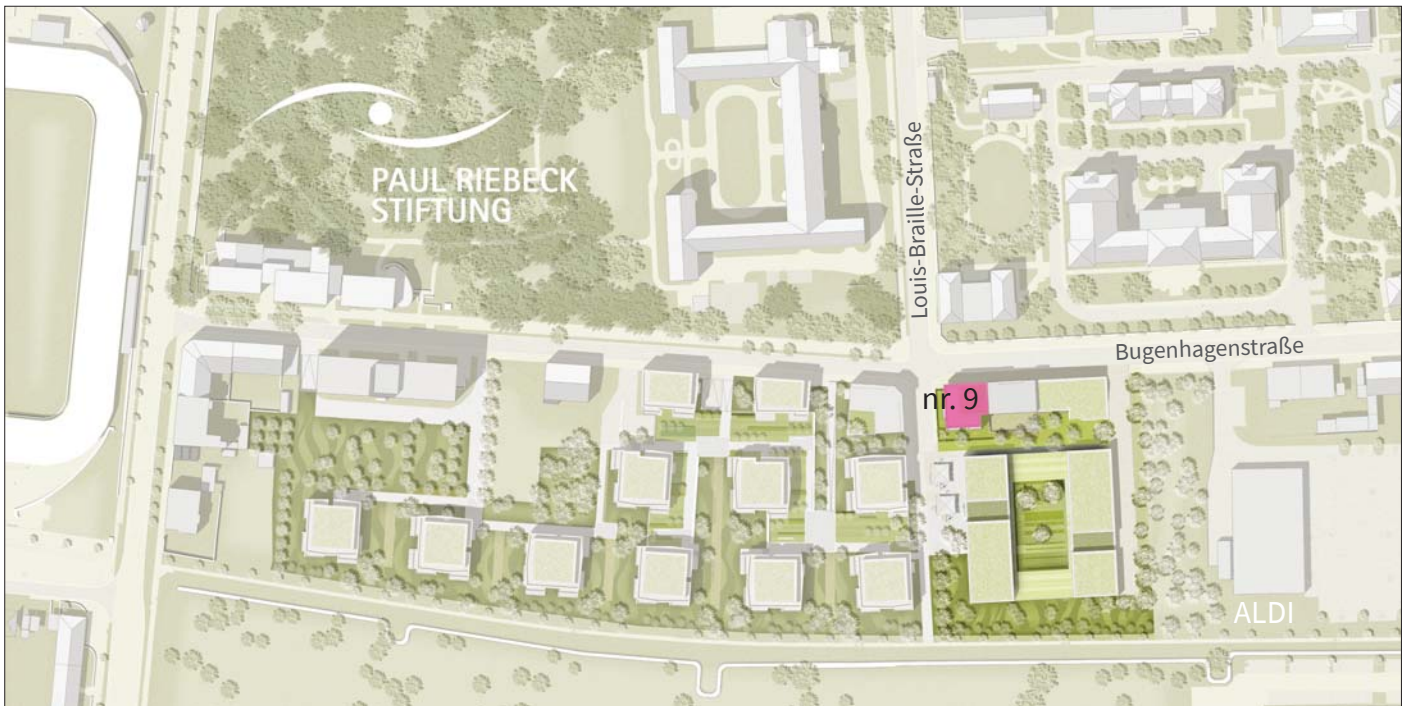 PAUL RIEBECK
STIFTUNG
Louis-Braille-Straße
Bugenhagenstraße
nr. 9
ALDI